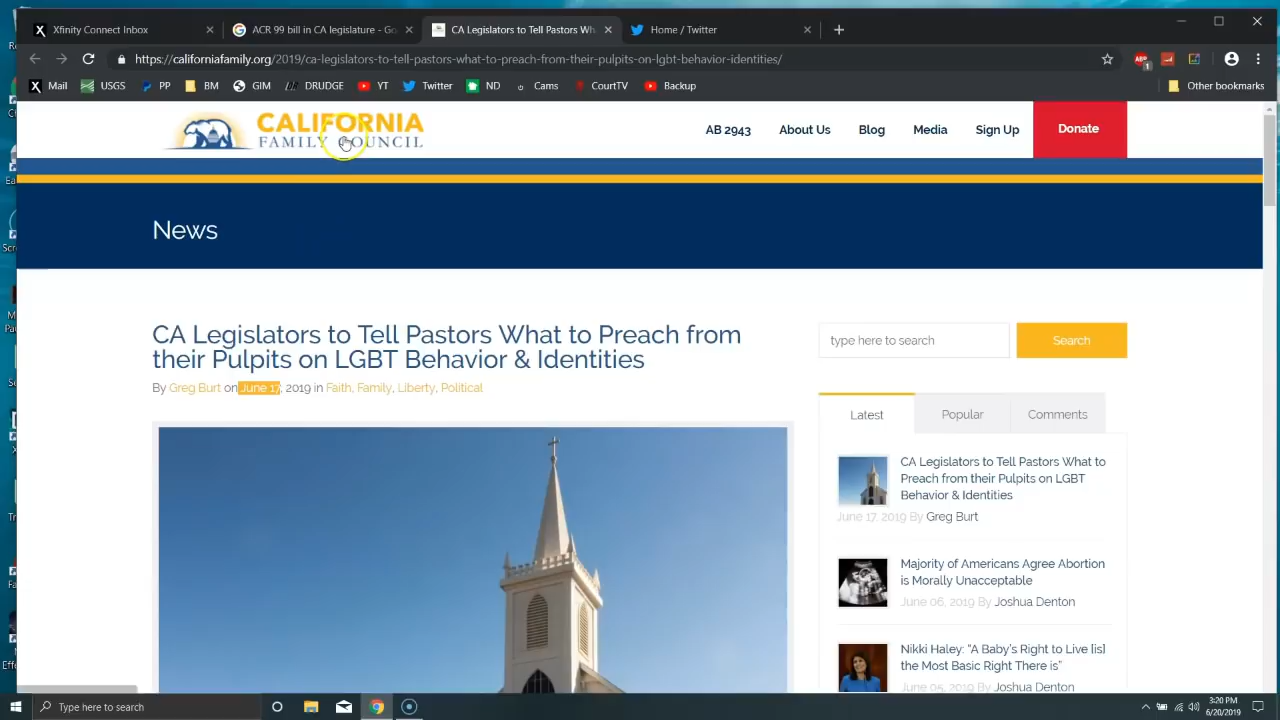 Xfinity Connect Inbox
ACR 99 bill in CA legislature - Go
CA Legislators to Tell Pastors Wh
Home / Twitter
https://californiafamily.org/2019/ca-legislators-to-tell-pastors-what-to-preach-from-their-pulpits-on-lgbt-behavior-identities/
Mail
USGS
PP
BM
GIM
DRUDGE
YT
Twitter
ND
Cams
CourtTV
Backup
Other bookmarks
CALIFORNIA
FAMILY COUNCIL
AB 2943
About Us
Blog
Media
Sign Up
Donate
News
CA Legislators to Tell Pastors What to Preach from
their Pulpits on LGBT Behavior & Identities
By Greg Burt on June 17, 2019 in Faith, Family, Liberty, Political
type here to search
Search
Latest
Popular
Comments
CA Legislators to Tell Pastors What to
Preach from their Pulpits on LGBT
Behavior & Identities
June 17, 2019 By Greg Burt
Majority of Americans Agree Abortion
is Morally Unacceptable
June 06, 2019 By Joshua Denton
Nikki Haley: “A Baby’s Right to Live [is]
the Most Basic Right There is”
June 05, 2019 By Joshua Denton
Type here to search
3:20 PM
6/20/2019